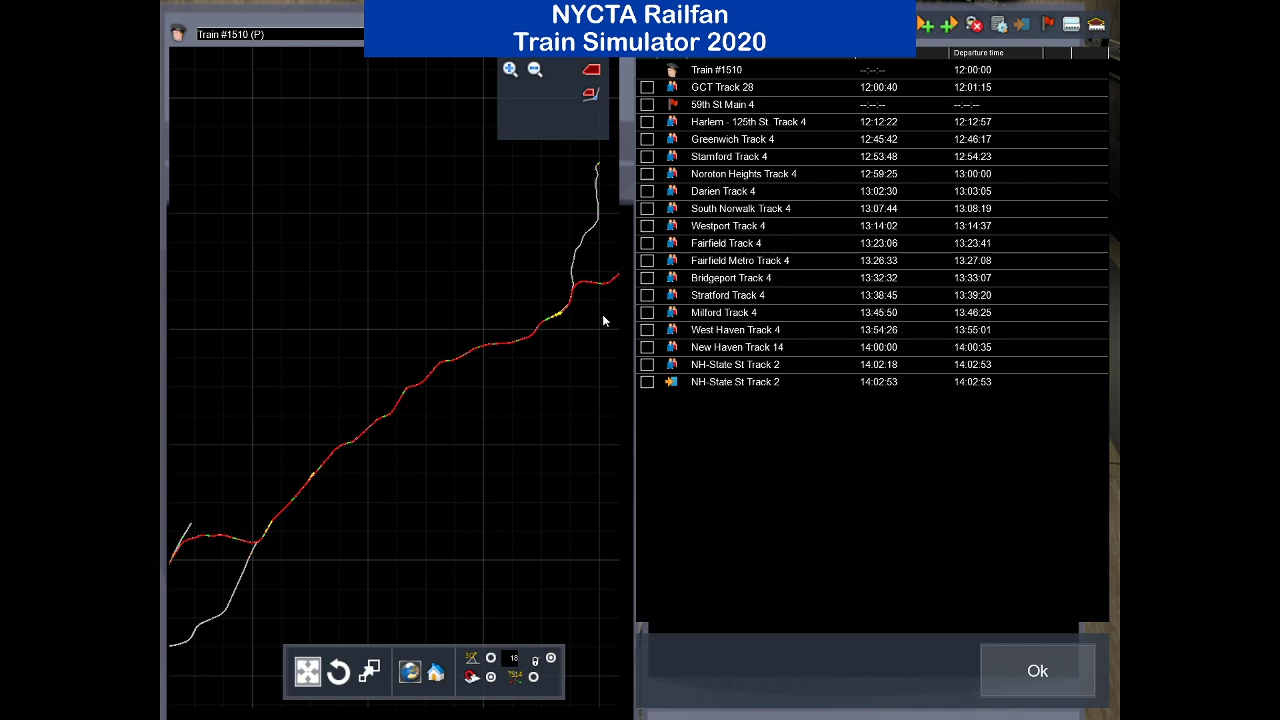 NYCTA Railfan
Train Simulator 2020
Train #1510 (P)
Departure time
Train #1510 --:--:-- 12:00:00
GCT Track 28 12:00:40 12:01:15
59th St Main 4 --:--:-- --:--:--
Harlem - 125th St. Track 4 12:12:22 12:12:57
Greenwich Track 4 12:45:42 12:46:17
Stamford Track 4 12:53:48 12:54:23
Noroton Heights Track 4 12:59:25 13:00:00
Darien Track 4 13:02:30 13:03:05
South Norwalk Track 4 13:07:44 13:08:19
Westport Track 4 13:14:02 13:14:37
Fairfield Track 4 13:23:06 13:23:41
Fairfield Metro Track 4 13:26:33 13:27:08
Bridgeport Track 4 13:32:32 13:33:07
Stratford Track 4 13:38:45 13:39:20
Milford Track 4 13:45:50 13:46:25
West Haven Track 4 13:54:26 13:55:01
New Haven Track 14 14:00:00 14:00:35
NH-State St Track 2 14:02:18 14:02:53
NH-State St Track 2 14:02:53 14:02:53
18
Ok